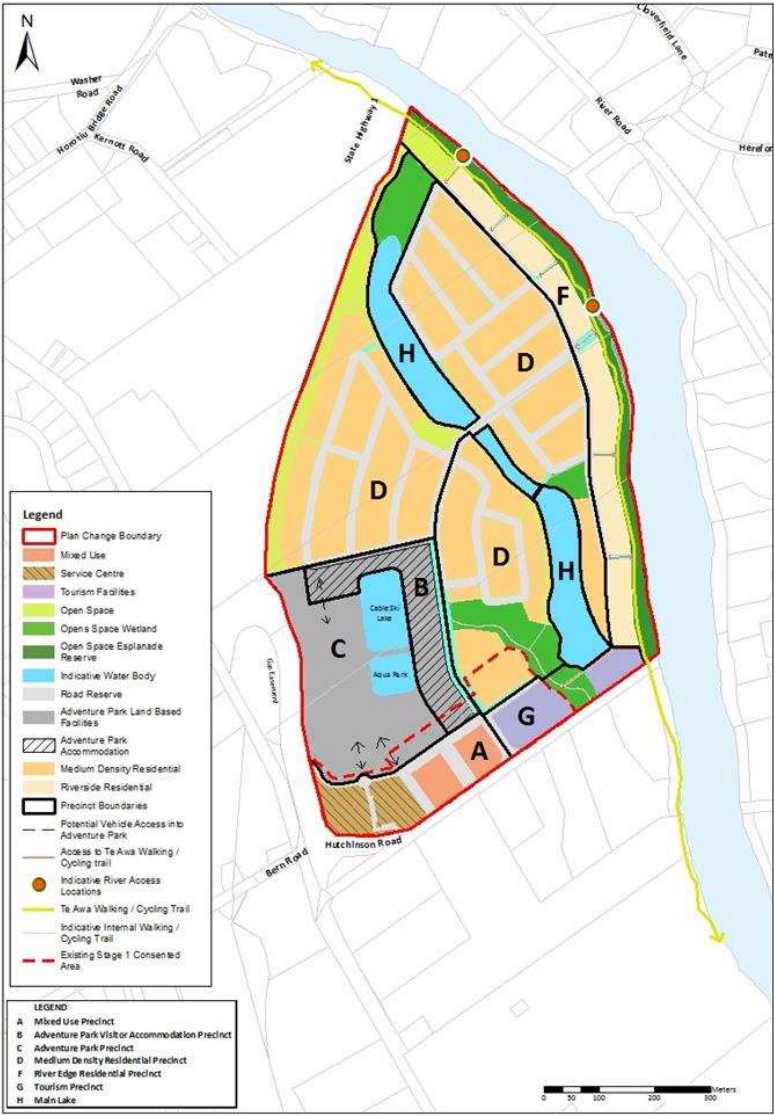 N
Cloverfield Lane
Pate
River Road
Herefor
Washer
Road
Horotiu Bridge Road
Kernott Road
State Highway 1
F
H
D
D
D
H
B
Cable Ski
Lake
C
Aqua Park
Gas Easement
G
A
Hutchinson Road
Bern Road
Legend
Plan Change Boundary
Mixed Use
Service Centre
Tourism Facilities
Open Space
Opens Space Wetland
Open Space Esplanade
Reserve
Indicative Water Body
Road Reserve
Adventure Park Land Based
Facilities
Adventure Park
Accommodation
Medium Density Residential
Riverside Residential
Precinct Boundaries
Potential Vehicle Access into
Adventure Park
Access to Te Awa Walking /
Cycling trail
Indicative River Access
Locations
Te Awa Walking / Cycling Trail
Indicative Internal Walking /
Cycling Trail
Existing Stage 1 Consented
Area
LEGEND
A Mixed Use Precinct
B Adventure Park Visitor Accommodation Precinct
C Adventure Park Precinct
D Medium Density Residential Precinct
F River Edge Residential Precinct
G Tourism Precinct
H Main Lake
Meters
0 50 100 200 300